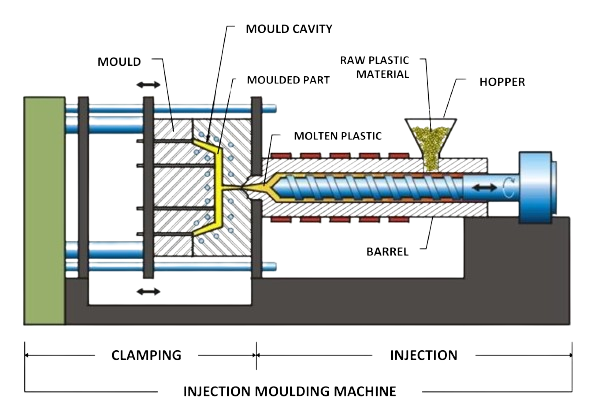 MOULD CAVITY
MOULD
RAW PLASTIC
MATERIAL
HOPPER
MOULDED PART
MOLTEN PLASTIC
BARREL
CLAMPING
INJECTION
INJECTION MOULDING MACHINE